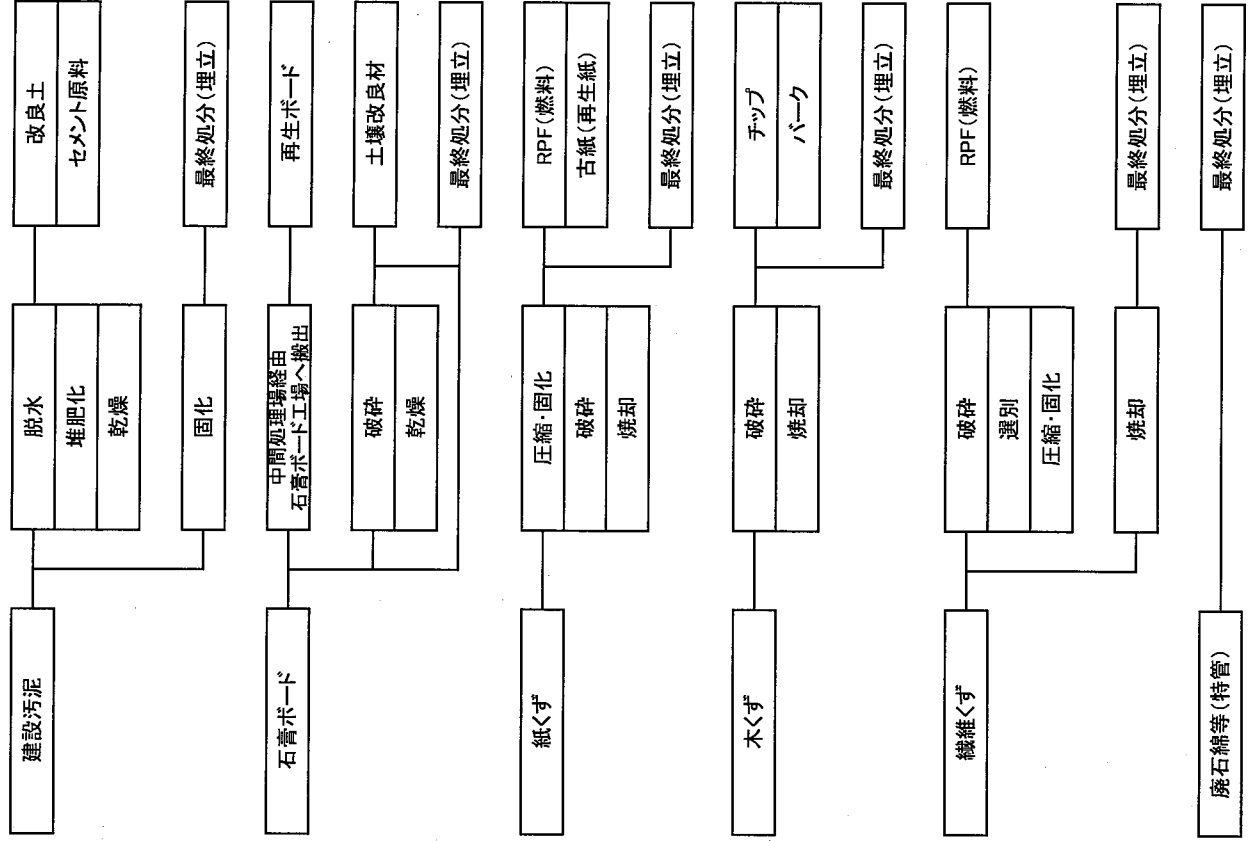 建設汚泥
脱水
堆肥化
乾燥
固化
改良土
セメント原料
最終処分(埋立)
石膏ボード
中間処理場経由
石膏ボード工場へ搬出
破砕
乾燥
再生ボード
土壌改良材
最終処分(埋立)
紙くず
圧縮・固化
破砕
焼却
RPF(燃料)
古紙(再生紙)
最終処分(埋立)
木くず
破砕
焼却
チップ
バーク
最終処分(埋立)
繊維くず
破砕
選別
圧縮・固化
焼却
RPF(燃料)
最終処分(埋立)
廃石綿等(特管)
最終処分(埋立)